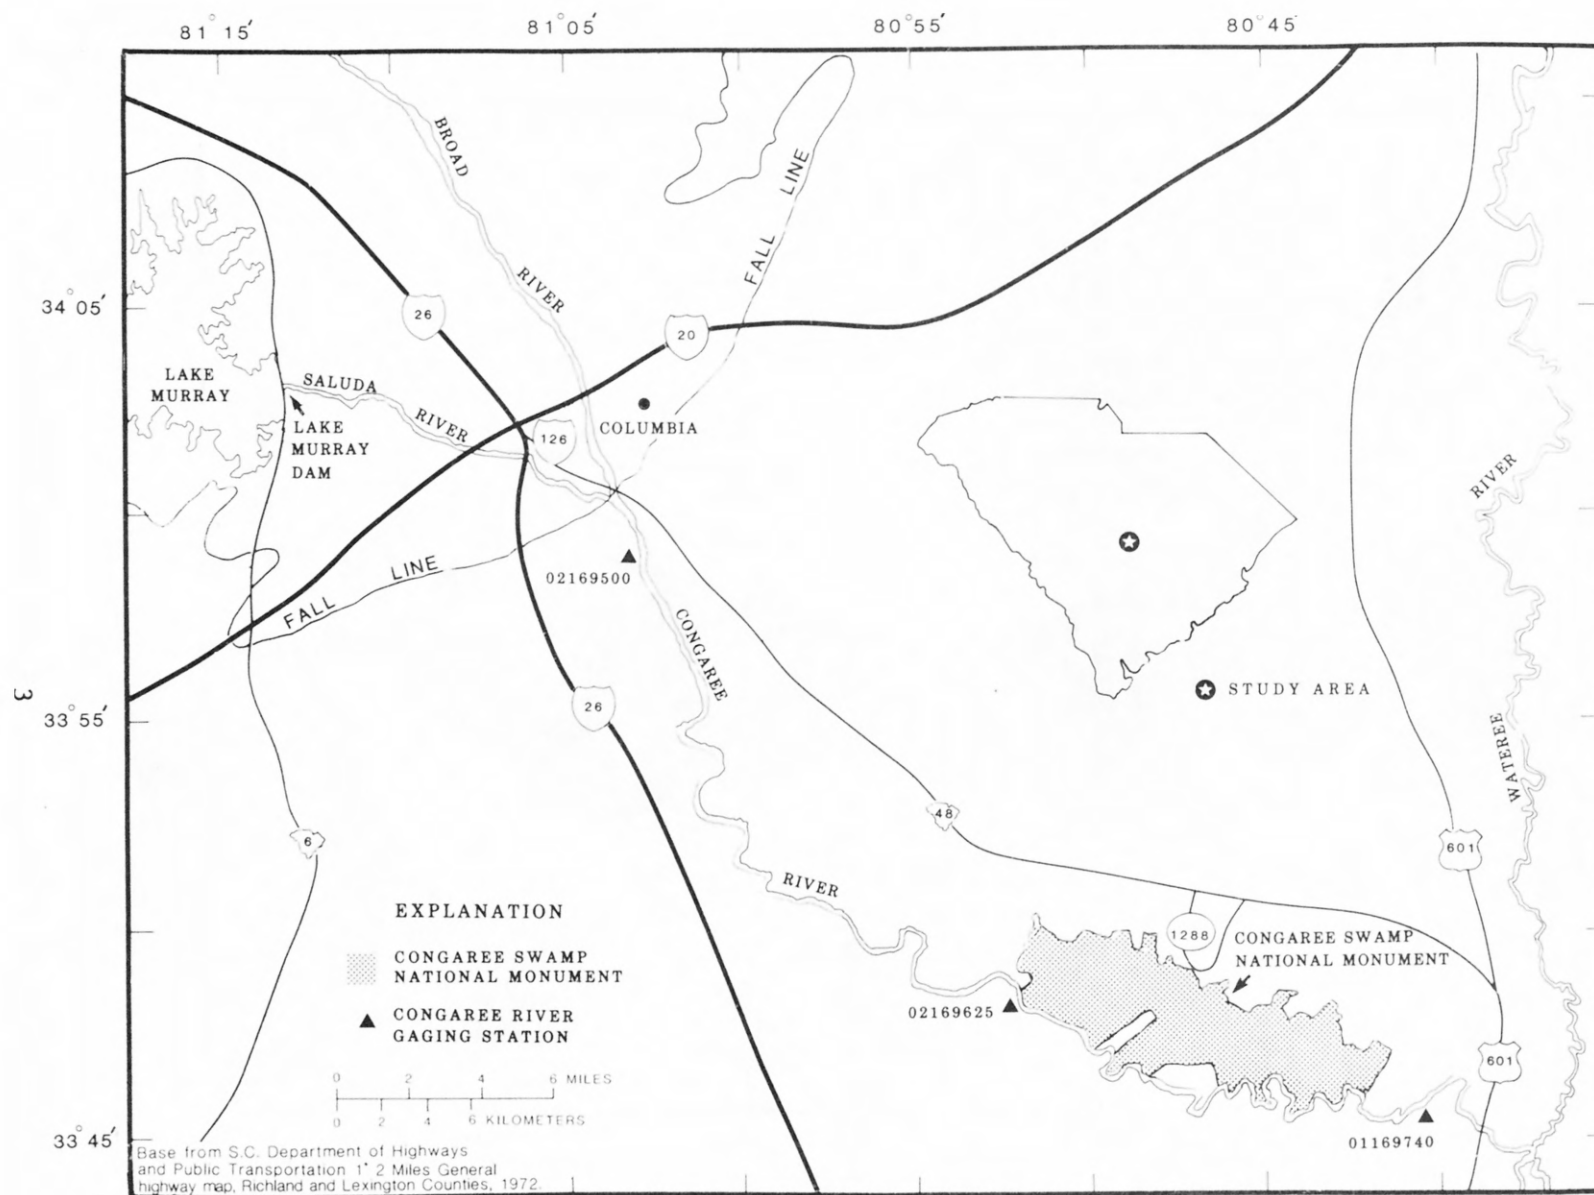 81°15′
81°05′
80°55′
80°45′
BROAD
RIVER
FALL LINE
34°05′
26
20
LAKE
MURRAY
SALUDA
RIVER
LAKE
MURRAY
DAM
126
COLUMBIA
RIVER
FALL LINE
02169500
CONGAREE
STUDY AREA
3
33°55′
26
WATEREE
6
48
601
RIVER
EXPLANATION
CONGAREE SWAMP
NATIONAL MONUMENT
CONGAREE RIVER
GAGING STATION
1288
CONGAREE SWAMP
NATIONAL MONUMENT
02169625
601
0 2 4 6 MILES
0 2 4 6 KILOMETERS
01169740
33°45′
Base from S.C. Department of Highways
and Public Transportation 1" 2 Miles General
highway map, Richland and Lexington Counties, 1972.